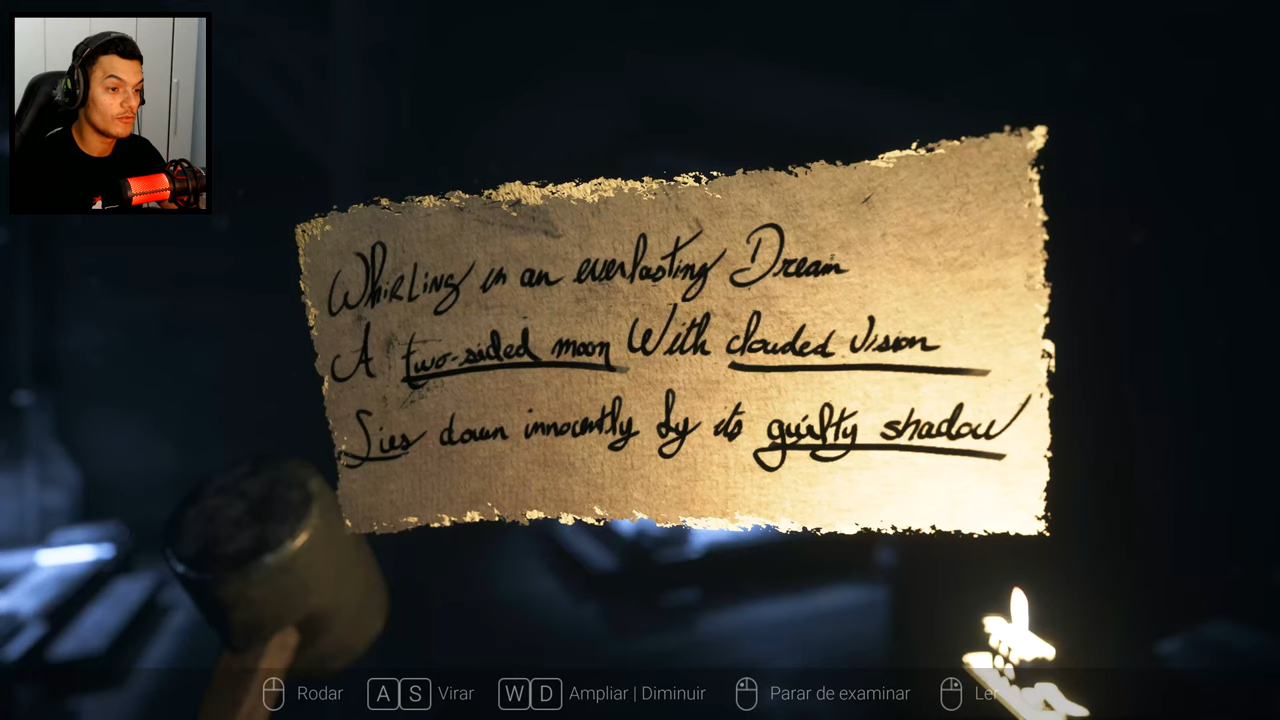 WhiRLing in an everlasting Dream
A two-sided moon With clouded Vision
Lies down innocently by its guilty shadow
Rodar A S Virar W D Ampliar | Diminuir Parar de examinar Ler